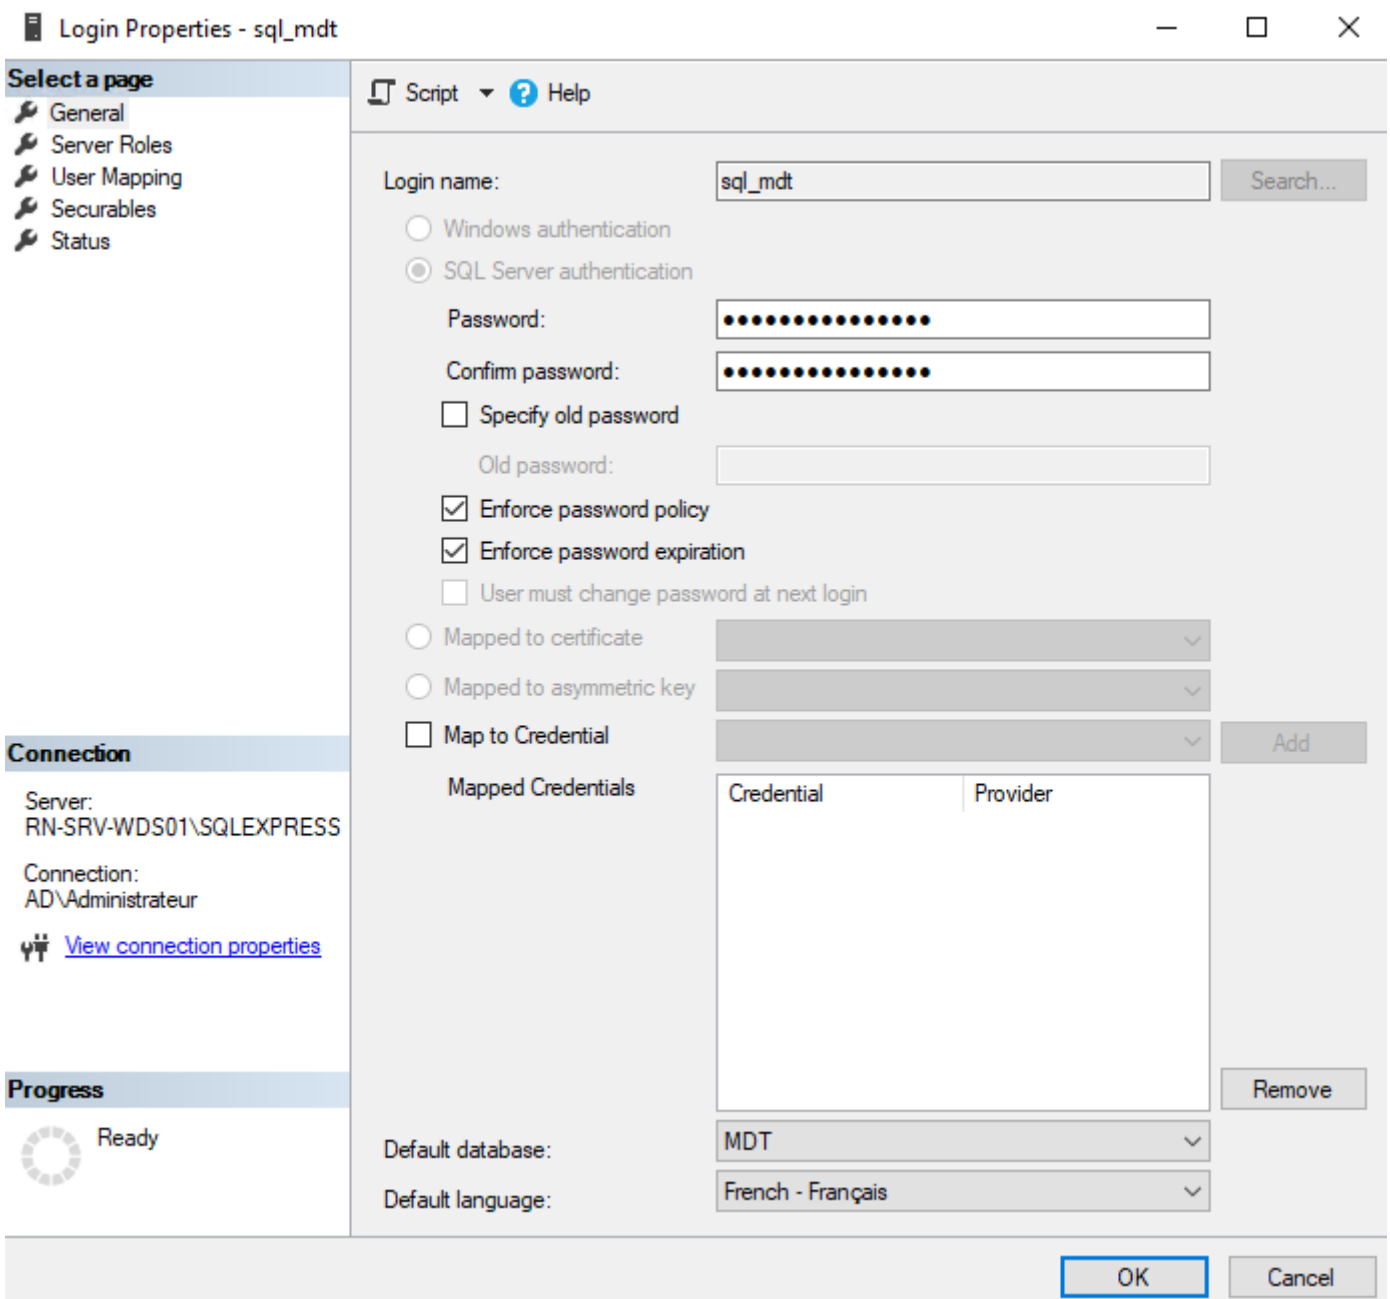 Login Properties - sql_mdt
Select a page
General
Server Roles
User Mapping
Securables
Status
Connection
Server:
RN-SRV-WDS01\SQLEXPRESS
Connection:
AD\Administrateur
View connection properties
Progress
Ready
Script Help
Login name: sql_mdt Search...
Windows authentication
SQL Server authentication
Password: ●●●●●●●●●●●●●●●
Confirm password: ●●●●●●●●●●●●●●●
Specify old password
Old password:
Enforce password policy
Enforce password expiration
User must change password at next login
Mapped to certificate
Mapped to asymmetric key
Map to Credential Add
Mapped Credentials Credential Provider
Remove
Default database: MDT
Default language: French - Français
OK Cancel